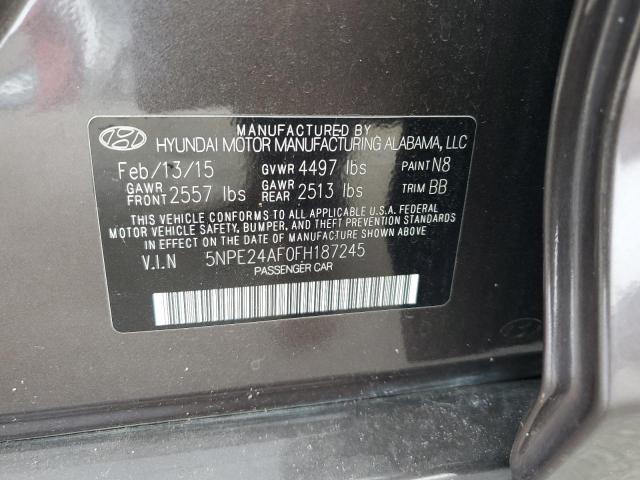 MANUFACTURED BY
HYUNDAI MOTOR MANUFACTURING ALABAMA, LLC
Feb/13/15 GVWR 4497 lbs PAINT N8
GAWR FRONT 2557 lbs GAWR REAR 2513 lbs TRIM BB
THIS VEHICLE CONFORMS TO ALL APPLICABLE U.S.A. FEDERAL
MOTOR VEHICLE SAFETY, BUMPER, AND THEFT PREVENTION STANDARDS
IN EFFECT ON THE DATE OF MANUFACTURE SHOWN ABOVE.
V.I.N 5NPE24AF0FH187245
PASSENGER CAR